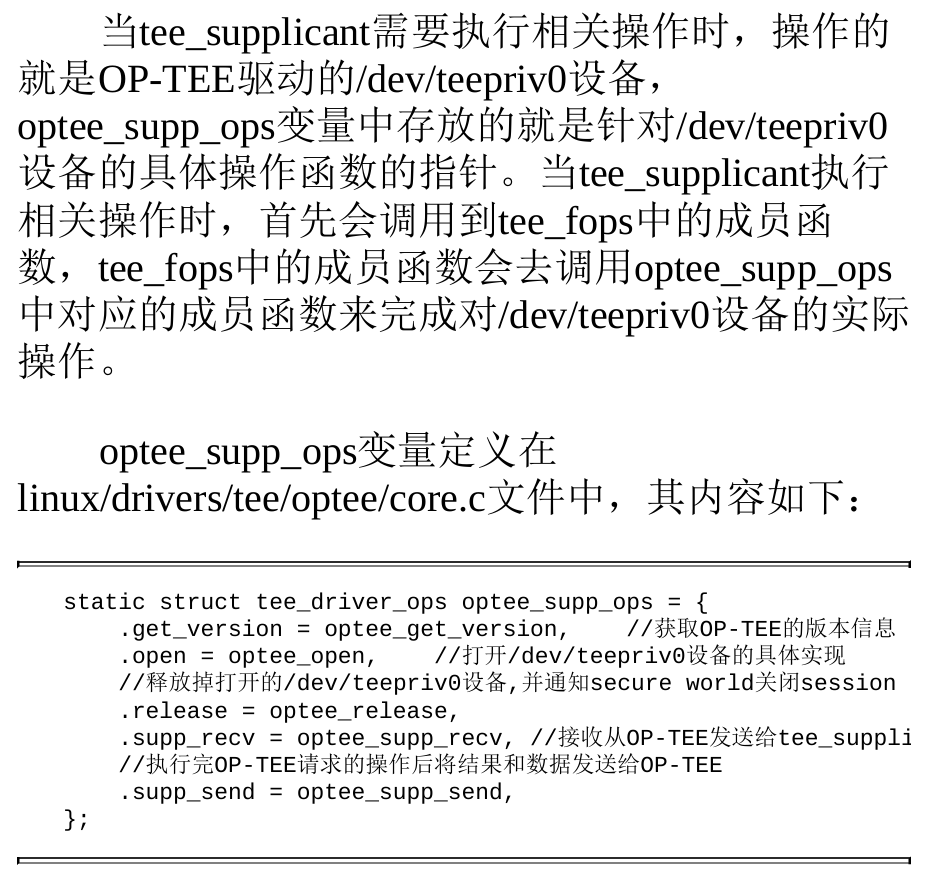 当tee_supplicant需要执行相关操作时，操作的
就是OP-TEE驱动的/dev/teepriv0设备，
optee_supp_ops变量中存放的就是针对/dev/teepriv0
设备的具体操作函数的指针。当tee_supplicant执行
相关操作时，首先会调用到tee_fops中的成员函
数，tee_fops中的成员函数会去调用optee_supp_ops
中对应的成员函数来完成对/dev/teepriv0设备的实际
操作。
optee_supp_ops变量定义在
linux/drivers/tee/optee/core.c文件中，其内容如下：
static struct tee_driver_ops optee_supp_ops = {
.get_version = optee_get_version,    //获取OP-TEE的版本信息
.open = optee_open,    //打开/dev/teepriv0设备的具体实现
//释放掉打开的/dev/teepriv0设备,并通知secure world关闭session
.release = optee_release,
.supp_recv = optee_supp_recv, //接收从OP-TEE发送给tee_suppli
//执行完OP-TEE请求的操作后将结果和数据发送给OP-TEE
.supp_send = optee_supp_send,
};